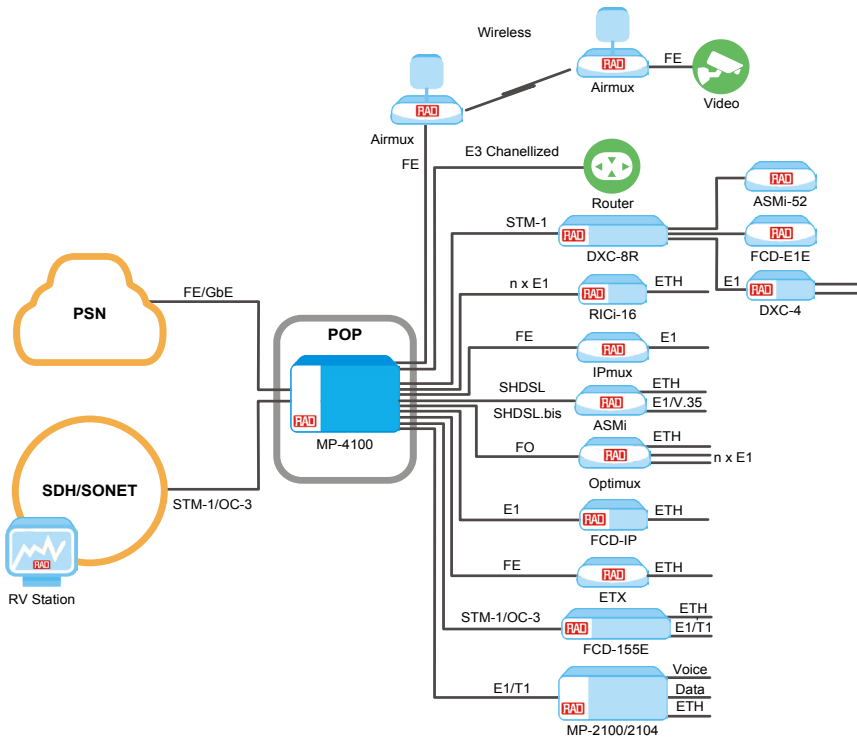 Wireless
RAD
FE
Airmux
Video
RAD
Airmux
FE
E3 Chanellized
Router
RAD
ASMi-52
STM-1
RAD
DXC-8R
RAD
FCD-E1E
E1
RAD
DXC-4
PSN
FE/GbE
n x E1
RAD
ETH
RICi-16
POP
RAD
MP-4100
FE
RAD
E1
IPmux
SHDSL
SHDSL.bis
RAD
ETH
E1/V.35
ASMi
SDH/SONET
STM-1/OC-3
RAD
RV Station
FO
RAD
ETH
n x E1
Optimux
E1
RAD
ETH
FCD-IP
FE
RAD
ETH
ETX
STM-1/OC-3
RAD
ETH
E1/T1
FCD-155E
E1/T1
RAD
Voice
Data
ETH
MP-2100/2104